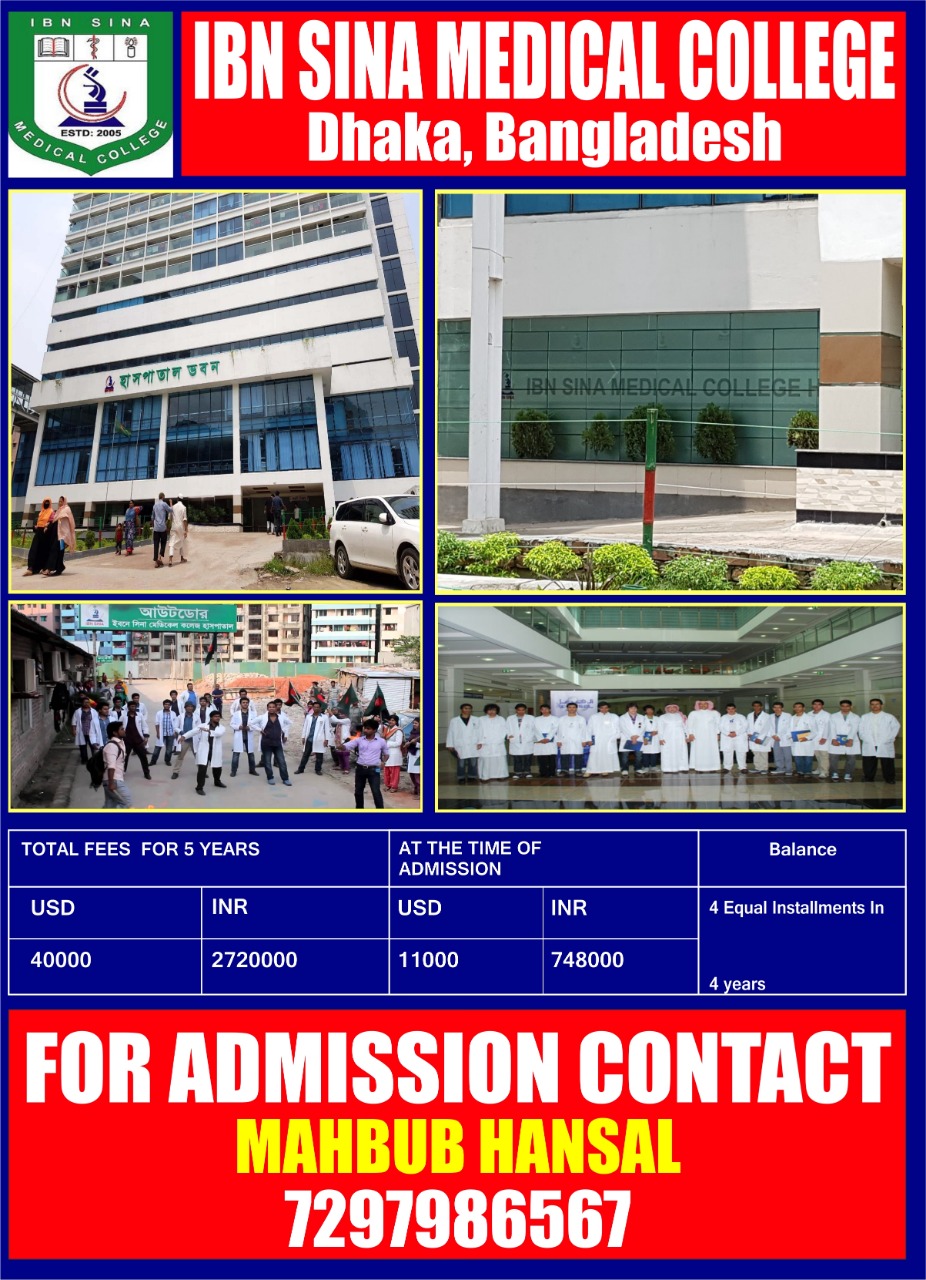 IBN SINA
ESTD: 2005
MEDICAL COLLEGE
IBN SINA MEDICAL COLLEGE
Dhaka, Bangladesh
হাসপাতাল ভবন
IBN SINA MEDICAL COLLEGE H
আউটডোর
ইবনে সিনা মেডিকেল কলেজ হাসপাতাল
IBN SINA
TOTAL FEES FOR 5 YEARS
AT THE TIME OF
ADMISSION
Balance
USD
INR
USD
INR
4 Equal Installments In
40000
2720000
11000
748000
4 years
FOR ADMISSION CONTACT
MAHBUB HANSAL
7297986567